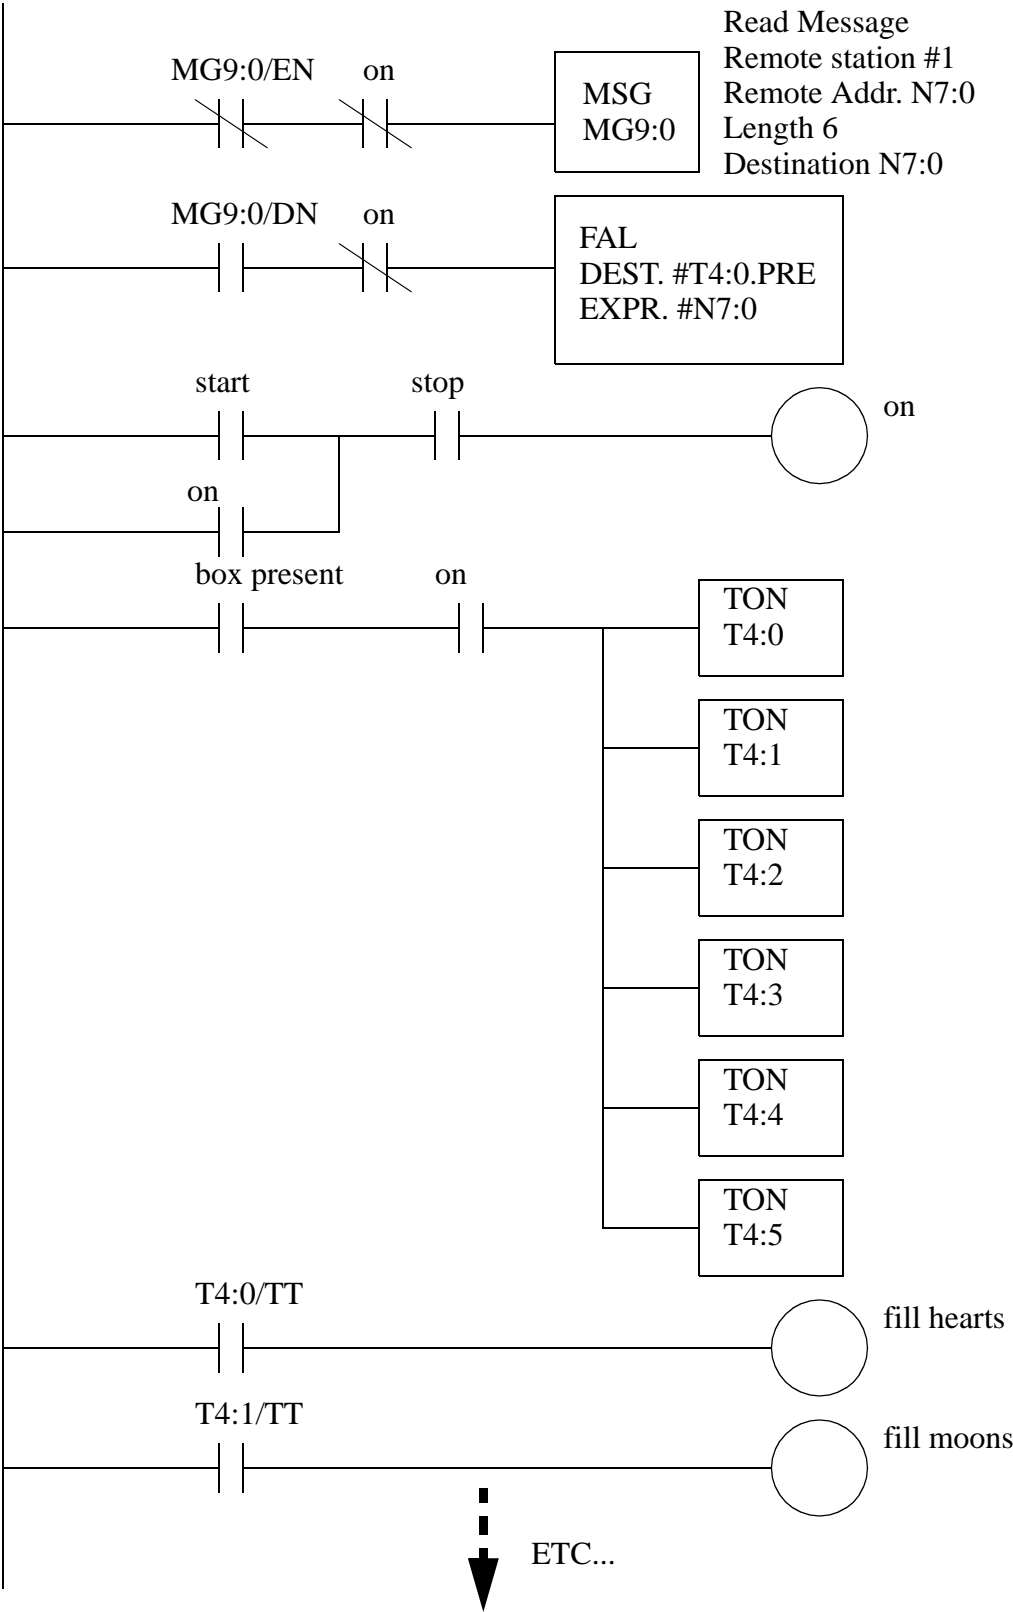 Read Message
MG9:0/EN on
Remote station #1
MSG
Remote Addr. N7:0
MG9:0
Length 6
Destination N7:0
MG9:0/DN on
FAL
DEST. #T4:0.PRE
EXPR. #N7:0
start stop
on
on
box present on
TON
T4:0
TON
T4:1
TON
T4:2
TON
T4:3
TON
T4:4
TON
T4:5
T4:0/TT
fill hearts
T4:1/TT
fill moons
ETC...